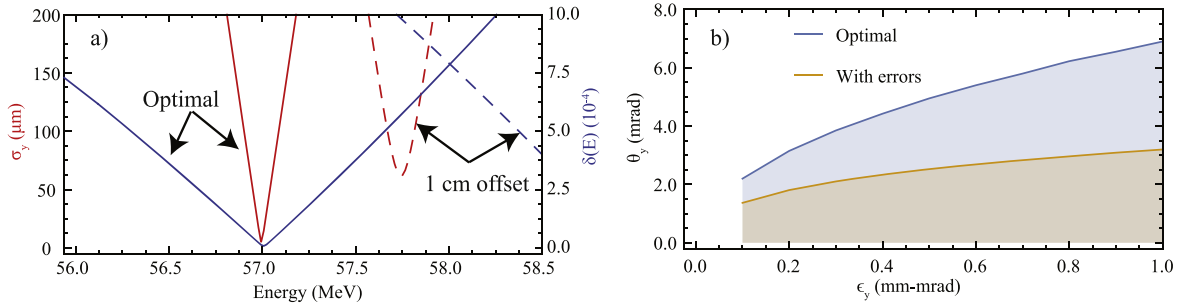 a)
200
150
100
50
0
σ_y (μm)
Optimal
1 cm offset
10.0
7.5
5.0
2.5
0.0
δ(E) (10⁻⁴)
56.0 56.5 57.0 57.5 58.0 58.5
Energy (MeV)
b)
8.0
6.0
4.0
2.0
0.0
θ_y (mrad)
Optimal
With errors
0.0 0.2 0.4 0.6 0.8 1.0
ϵ_y (mm-mrad)